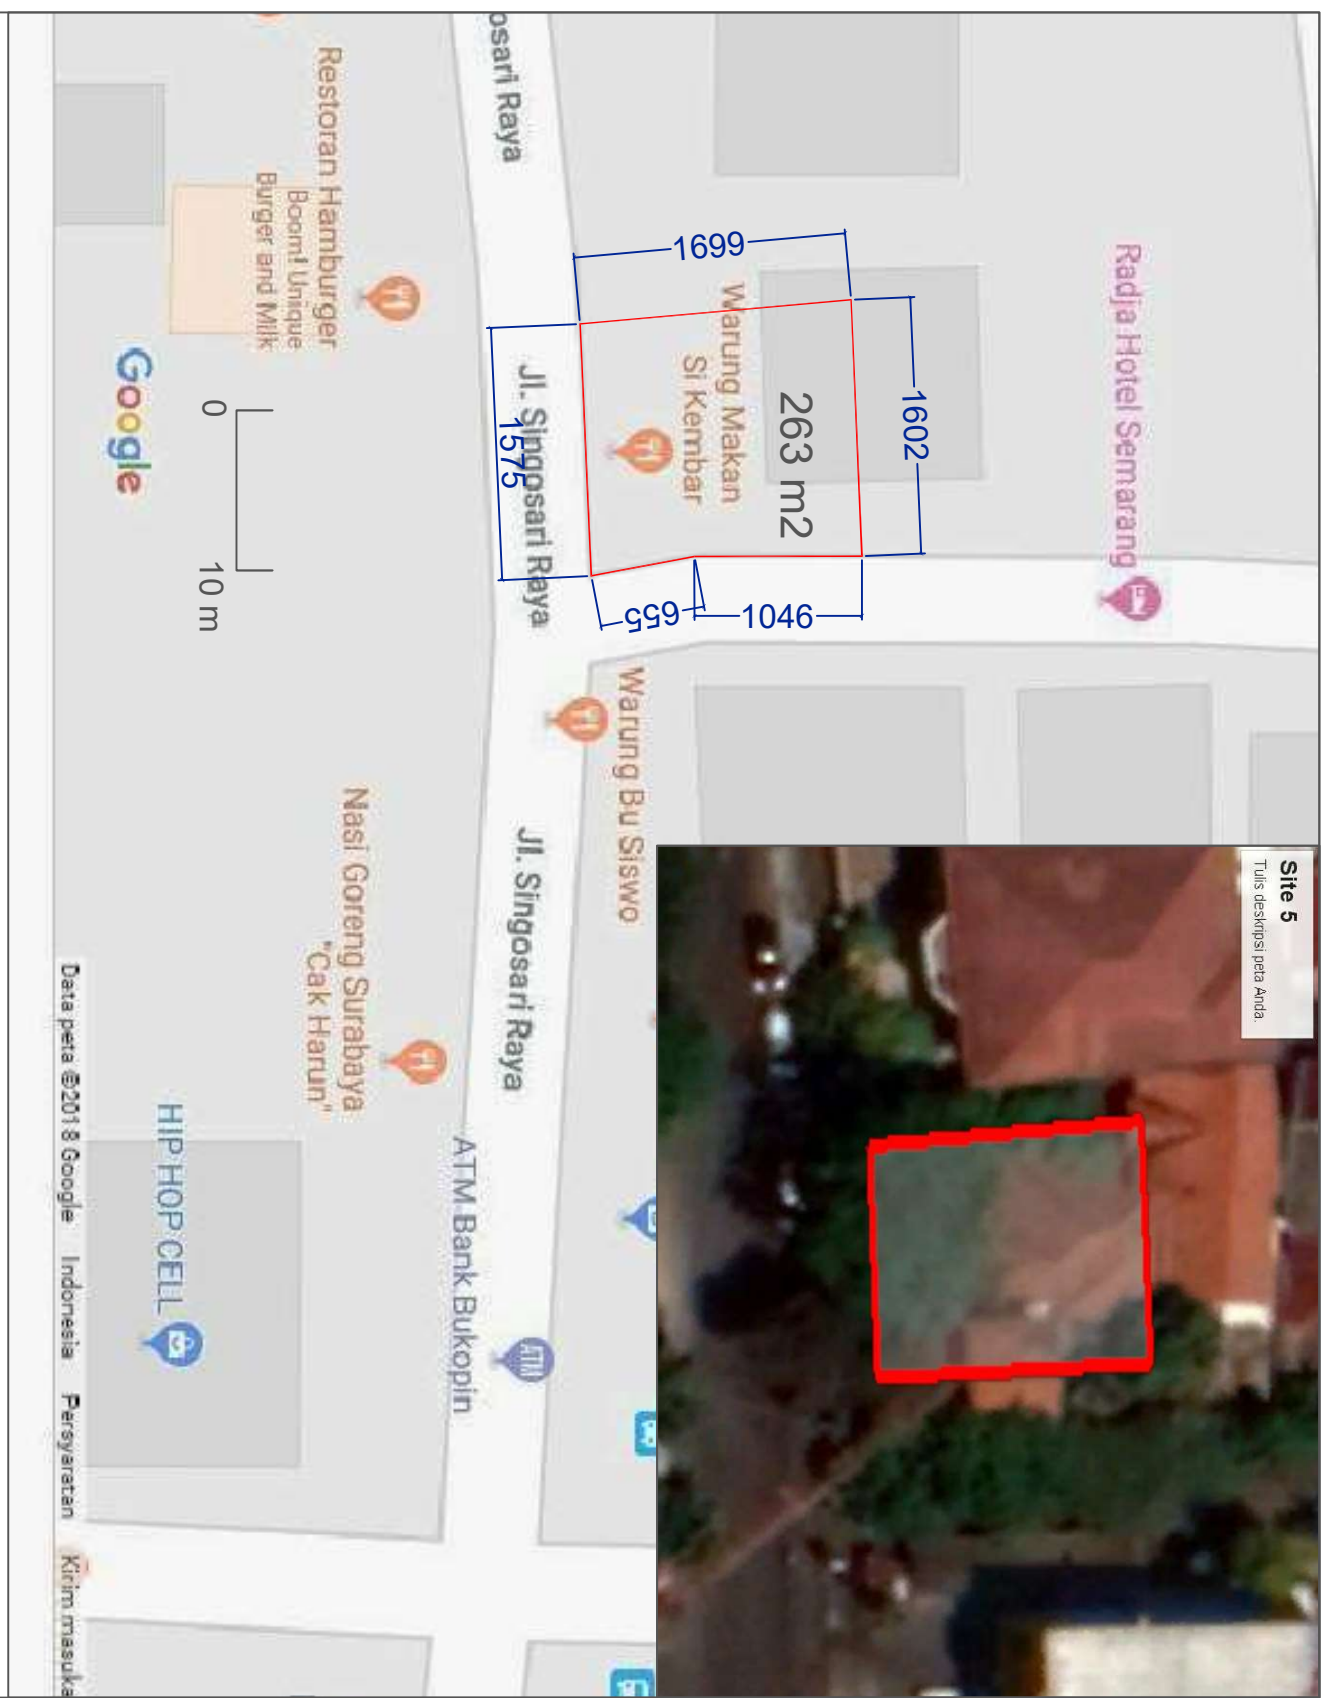 osari Raya
Restoran Hamburger
Boom! Unique
Burger and Milk
Google
0
10 m
Jl. Singosari Raya
1575
1699
1602
1046
655
Warung Makan
Si Kembar
263 m2
Radja Hotel Semarang
Warung Bu Siswo
Jl. Singosari Raya
Nasi Goreng Surabaya
"Cak Harun"
ATM Bank Bukopin
ATM
HIP HOP CELL
Site 5
Tulis deskripsi peta Anda.
Data peta ©2018 Google Indonesia Persyaratan Kirim masuka